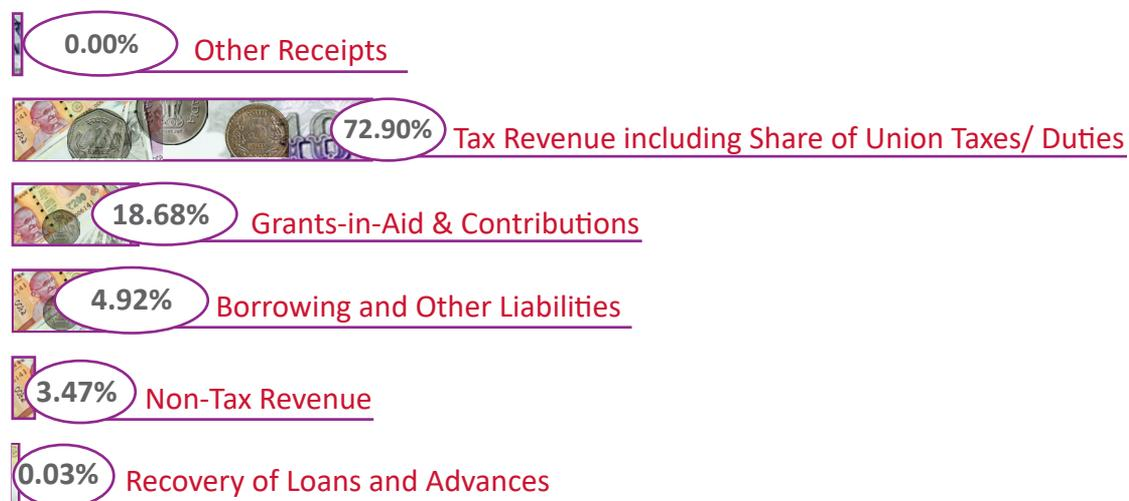 0.00% Other Receipts
72.90% Tax Revenue including Share of Union Taxes/ Duties
18.68% Grants-in-Aid & Contributions
4.92% Borrowing and Other Liabilities
3.47% Non-Tax Revenue
0.03% Recovery of Loans and Advances